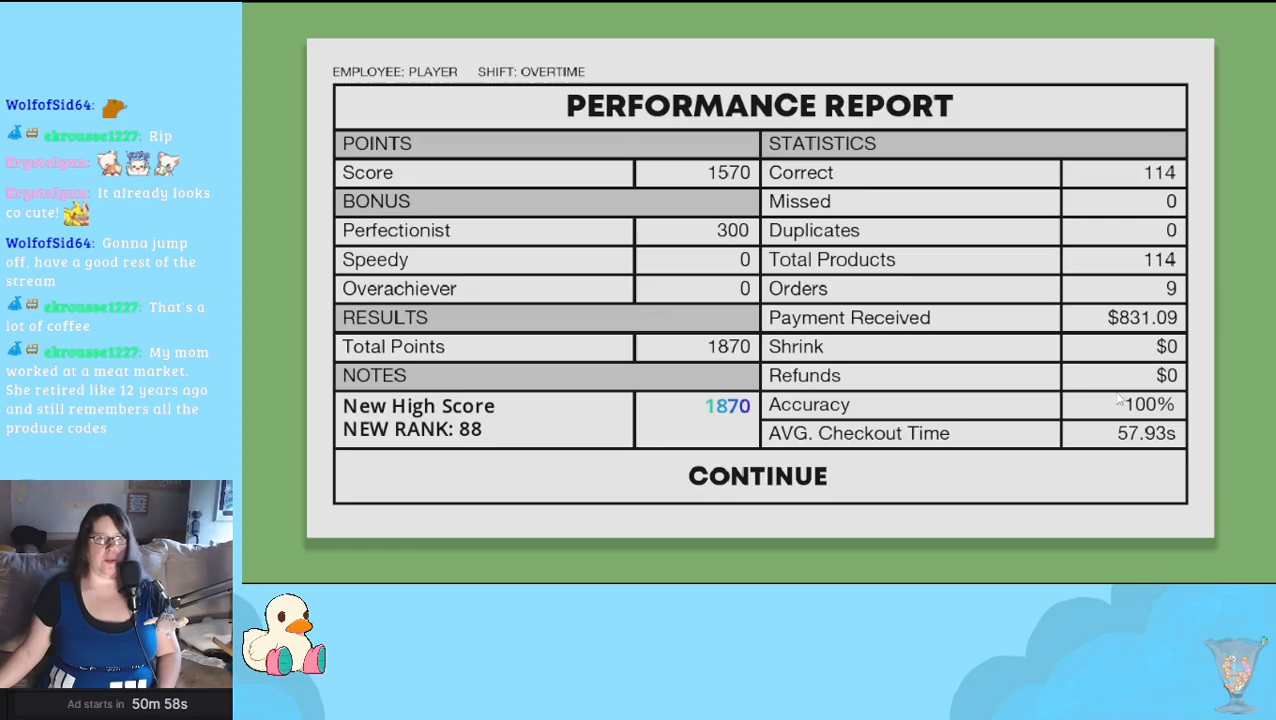 WolfofSid64:
ekrousse1227: Rip
Krystalynn:
Krystalynn: It already looks
co cute!
WolfofSid64: Gonna jump
off, have a good rest of the
stream
ekrousse1227: That's a
lot of coffee
ekrousse1227: My mom
worked at a meat market.
She retired like 12 years ago
and still remembers all the
produce codes
Ad starts in 50m 58s
EMPLOYEE: PLAYER SHIFT: OVERTIME
PERFORMANCE REPORT
POINTS
Score 1570
BONUS
Perfectionist 300
Speedy 0
Overachiever 0
RESULTS
Total Points 1870
NOTES
New High Score 1870
NEW RANK: 88
STATISTICS
Correct 114
Missed 0
Duplicates 0
Total Products 114
Orders 9
Payment Received $831.09
Shrink $0
Refunds $0
Accuracy 100%
AVG. Checkout Time 57.93s
CONTINUE